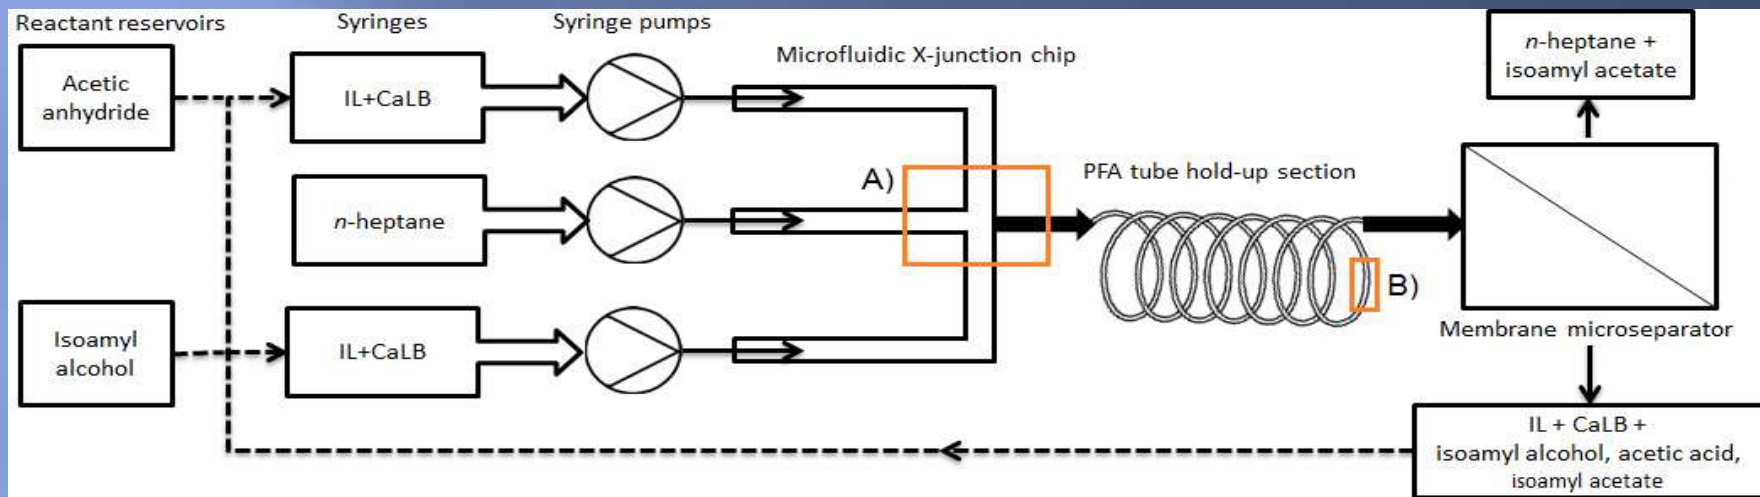 Reactant reservoirs
Syringes
Syringe pumps
Microfluidic X-junction chip
n-heptane +
isoamyl acetate
Acetic
anhydride
IL+CaLB
A)
PFA tube hold-up section
n-heptane
B)
Isoamyl
alcohol
IL+CaLB
Membrane microseparator
IL + CaLB +
isoamyl alcohol, acetic acid,
isoamyl acetate